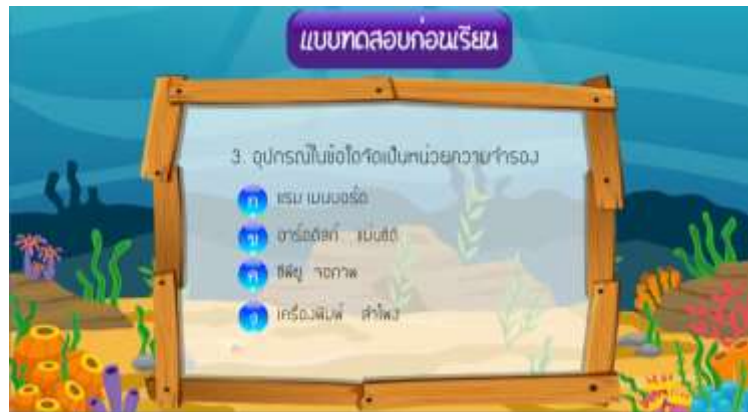 แบบทดสอบก่อนเรียน
3. อุปกรณ์ในข้อใดจัดเป็นหน่วยความจำรอง
ก แรม เมนบอร์ด
ข ฮาร์ดดิสก์ แผ่นซีดี
ค ซีพียู จอภาพ
ง เครื่องพิมพ์ ลำโพง